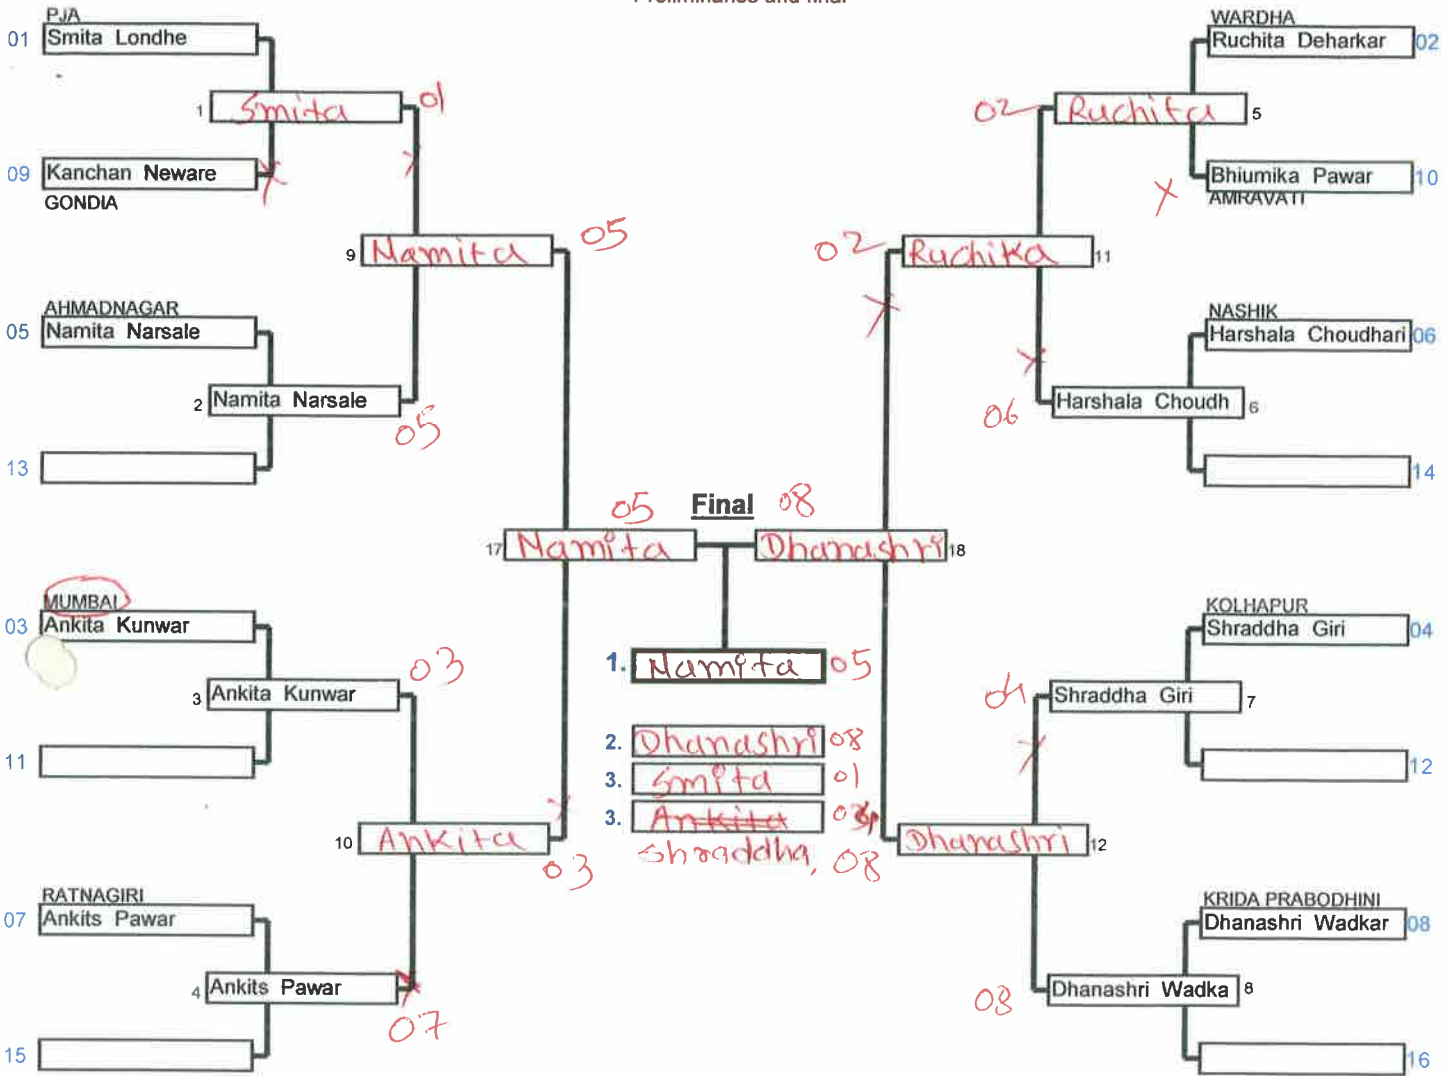 Preliminaries and final
PJA
01 Smita Londhe
1 Smita 01
09 Kanchan Neware
GONDIA
9 Namita 05
AHMADNAGAR
05 Namita Narsale
2 Namita Narsale 05
13
17 Namita 05
MUMBAI
03 Ankita Kunwar
3 Ankita Kunwar 03
11
10 Ankita 03
RATNAGIRI
07 Ankits Pawar
4 Ankits Pawar 07
15
Final
1. Namita 05
2. Dhanashri 08
3. Smita 01
3. Ankita
Shraddha, 08
WARDHA
Ruchita Deharkar 02
02 Ruchita 5
Bhiumika Pawar 10
AMRAVATI
02 Ruchika 11
NASHIK
Harshala Choudhari 06
06 Harshala Choudh 6
14
08 Dhanashri 18
KOLHAPUR
Shraddha Giri 04
04 Shraddha Giri 7
12
Dhanashri 12
KRIDA PRABODHINI
Dhanashri Wadkar 08
08 Dhanashri Wadka 8
16